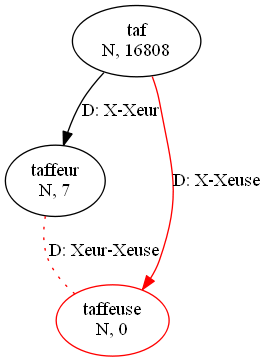 taf
N, 16808
D: X-Xeur
taffeur
N, 7
D: X-Xeuse
D: Xeur-Xeuse
taffeuse
N, 0